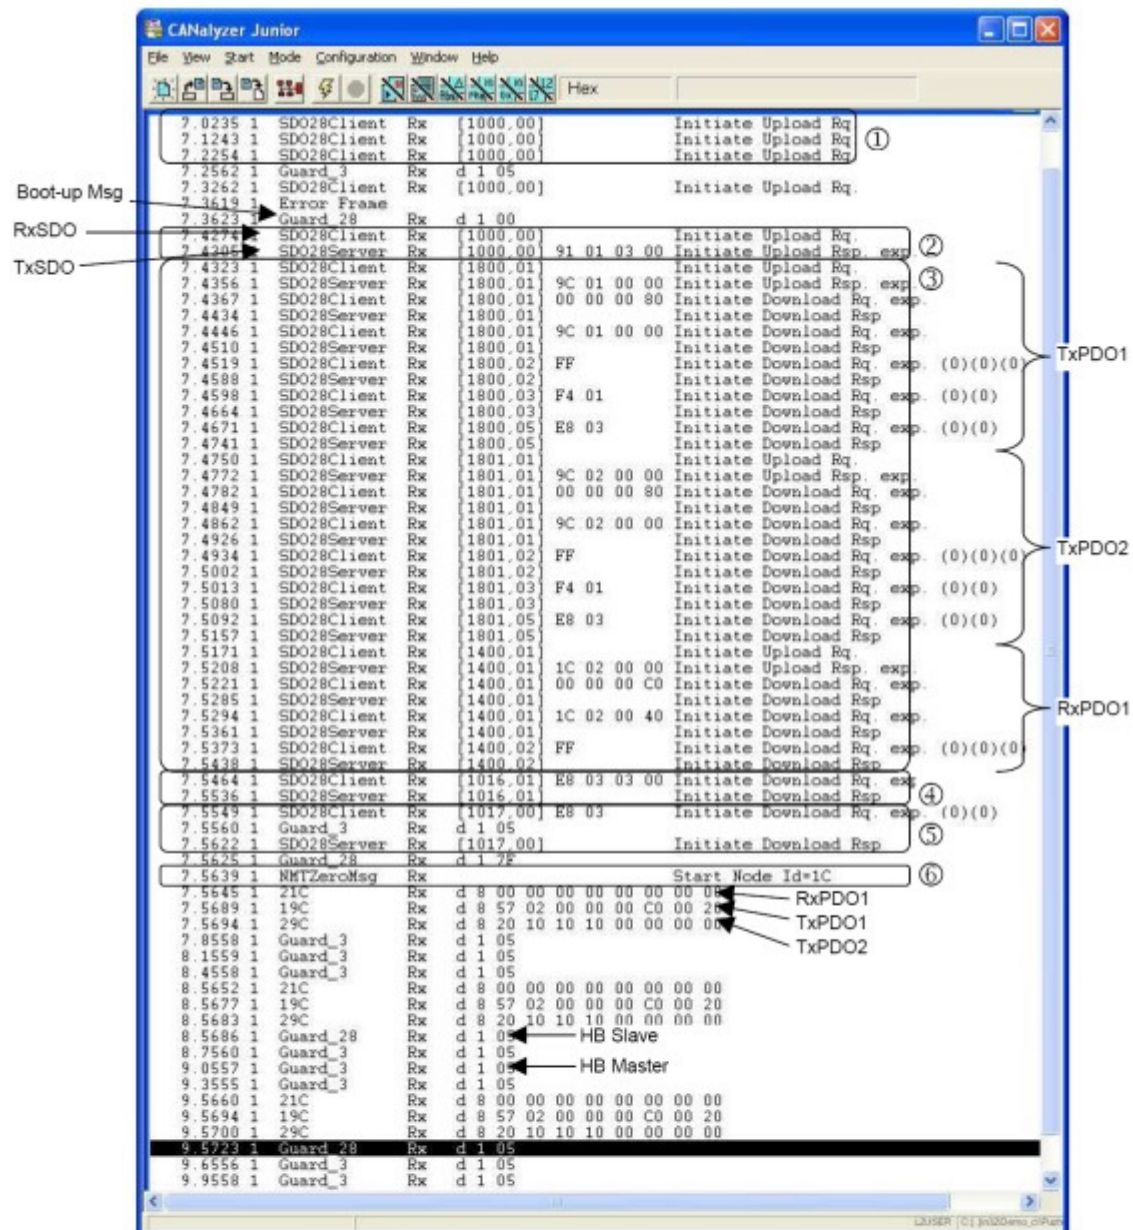 CANalyzer Junior
File View Start Mode Configuration Window Help
Hex
7.0235 1 SDO28Client Rx [1000,00] Initiate Upload Rq.
7.1243 1 SDO28Client Rx [1000,00] Initiate Upload Rq.
7.2254 1 SDO28Client Rx [1000,00] Initiate Upload Rq.
①
7.2562 1 Guard_3 Rx d 1 05
7.3262 1 SDO28Client Rx [1000,00] Initiate Upload Rq.
7.3619 1 Error Frame
Boot-up Msg
7.3623 1 Guard_28 Rx d 1 00
RxSDO
7.4274 1 SDO28Client Rx [1000,00] Initiate Upload Rq.
TxSDO
7.4305 1 SDO28Server Rx [1000,00] 91 01 03 00 Initiate Upload Rsp. exp.
②
7.4323 1 SDO28Client Rx [1800,01] Initiate Upload Rq.
7.4356 1 SDO28Server Rx [1800,01] 9C 01 00 00 Initiate Upload Rsp. exp.
③
7.4367 1 SDO28Client Rx [1800,01] 00 00 00 80 Initiate Download Rq. exp.
7.4434 1 SDO28Server Rx [1800,01] Initiate Download Rsp
7.4446 1 SDO28Client Rx [1800,01] 9C 01 00 00 Initiate Download Rq. exp.
7.4510 1 SDO28Server Rx [1800,01] Initiate Download Rsp
TxPDO1
7.4519 1 SDO28Client Rx [1800,02] FF Initiate Download Rq. exp. (0)(0)(0)
7.4588 1 SDO28Server Rx [1800,02] Initiate Download Rsp
7.4598 1 SDO28Client Rx [1800,03] F4 01 Initiate Download Rq. exp. (0)(0)
7.4664 1 SDO28Server Rx [1800,03] Initiate Download Rsp
7.4671 1 SDO28Client Rx [1800,05] E8 03 Initiate Download Rq. exp. (0)(0)
7.4741 1 SDO28Server Rx [1800,05] Initiate Download Rsp
7.4750 1 SDO28Client Rx [1801,01] Initiate Upload Rq.
7.4772 1 SDO28Server Rx [1801,01] 9C 02 00 00 Initiate Upload Rsp. exp.
7.4782 1 SDO28Client Rx [1801,01] 00 00 00 80 Initiate Download Rq. exp.
7.4849 1 SDO28Server Rx [1801,01] Initiate Download Rsp
7.4862 1 SDO28Client Rx [1801,01] 9C 02 00 00 Initiate Download Rq. exp.
7.4926 1 SDO28Server Rx [1801,01] Initiate Download Rsp
7.4934 1 SDO28Client Rx [1801,02] FF Initiate Download Rq. exp. (0)(0)(0)
TxPDO2
7.5002 1 SDO28Server Rx [1801,02] Initiate Download Rsp
7.5013 1 SDO28Client Rx [1801,03] F4 01 Initiate Download Rq. exp. (0)(0)
7.5080 1 SDO28Server Rx [1801,03] Initiate Download Rsp
7.5092 1 SDO28Client Rx [1801,05] E8 03 Initiate Download Rq. exp. (0)(0)
7.5157 1 SDO28Server Rx [1801,05] Initiate Download Rsp
7.5171 1 SDO28Client Rx [1400,01] Initiate Upload Rq.
7.5208 1 SDO28Server Rx [1400,01] 1C 02 00 00 Initiate Upload Rsp. exp.
7.5221 1 SDO28Client Rx [1400,01] 00 00 00 C0 Initiate Download Rq. exp.
7.5285 1 SDO28Server Rx [1400,01] Initiate Download Rsp
RxPDO1
7.5294 1 SDO28Client Rx [1400,01] 1C 02 00 40 Initiate Download Rq. exp.
7.5361 1 SDO28Server Rx [1400,01] Initiate Download Rsp
7.5373 1 SDO28Client Rx [1400,02] FF Initiate Download Rq. exp. (0)(0)(0)
7.5438 1 SDO28Server Rx [1400,02] Initiate Download Rsp
7.5464 1 SDO28Client Rx [1016,01] E8 03 03 00 Initiate Download Rq. exp
7.5536 1 SDO28Server Rx [1016,01] Initiate Download Rsp
④
7.5549 1 SDO28Client Rx [1017,00] E8 03 Initiate Download Rq. exp. (0)(0)
7.5560 1 Guard_3 Rx d 1 05
⑤
7.5622 1 SDO28Server Rx [1017,00] Initiate Download Rsp
7.5625 1 Guard_28 Rx d 1 7F
7.5639 1 NMTZeroMsg Rx Start Node Id=1C
⑥
7.5645 1 21C Rx d 8 00 00 00 00 00 00 00 00
RxPDO1
7.5689 1 19C Rx d 8 57 02 00 00 00 C0 00 20
TxPDO1
7.5694 1 29C Rx d 8 20 10 10 10 00 00 00 00
TxPDO2
7.8558 1 Guard_3 Rx d 1 05
8.1559 1 Guard_3 Rx d 1 05
8.4558 1 Guard_3 Rx d 1 05
8.5652 1 21C Rx d 8 00 00 00 00 00 00 00 00
8.5677 1 19C Rx d 8 57 02 00 00 00 C0 00 20
8.5683 1 29C Rx d 8 20 10 10 10 00 00 00 00
8.5686 1 Guard_28 Rx d 1 05
HB Slave
8.7560 1 Guard_3 Rx d 1 05
9.0557 1 Guard_3 Rx d 1 05
HB Master
9.3555 1 Guard_3 Rx d 1 05
9.5660 1 21C Rx d 8 00 00 00 00 00 00 00 00
9.5694 1 19C Rx d 8 57 02 00 00 00 C0 00 20
9.5700 1 29C Rx d 8 20 10 10 10 00 00 00 00
9.5723 1 Guard_28 Rx d 1 05
9.6556 1 Guard_3 Rx d 1 05
9.9558 1 Guard_3 Rx d 1 05